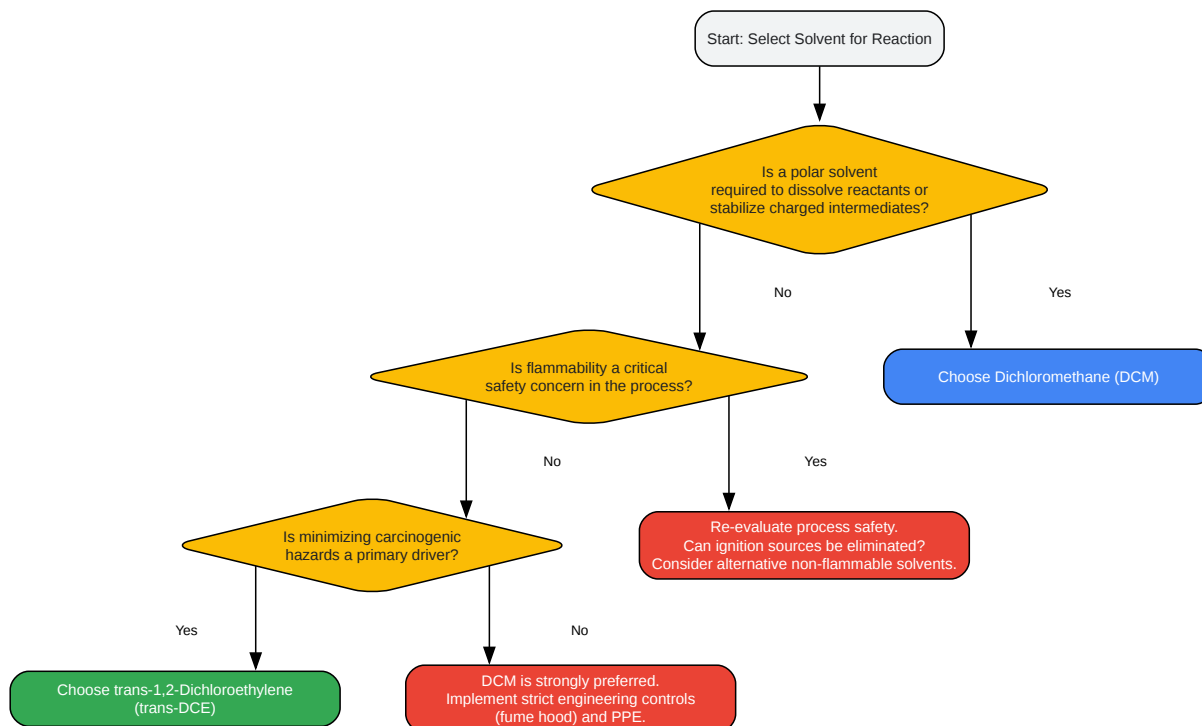 Start: Select Solvent for Reaction
Is a polar solvent
required to dissolve reactants or
stabilize charged intermediates?
No
Yes
Is flammability a critical
safety concern in the process?
Choose Dichloromethane (DCM)
No
Yes
Is minimizing carcinogenic
hazards a primary driver?
Re-evaluate process safety.
Can ignition sources be eliminated?
Consider alternative non-flammable solvents.
Yes
No
Choose trans-1,2-Dichloroethylene
(trans-DCE)
DCM is strongly preferred.
Implement strict engineering controls
(fume hood) and PPE.